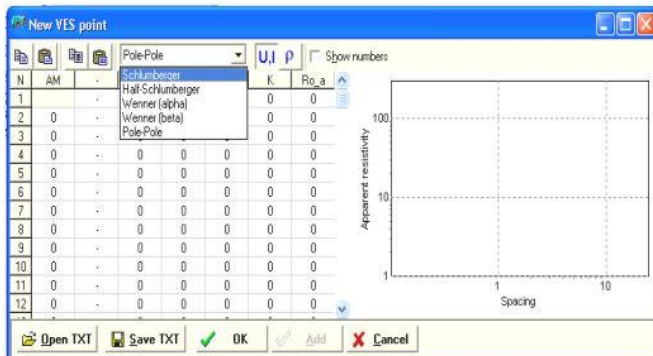 New VES point
Pole-Pole U,I ρ Show numbers
Schlumberger
Half-Schlumberger
Wenner (alpha)
Wenner (beta)
Pole-Pole
N AM - K Ro_a
1 - 0 0
2 0 - 0 0
3 0 - 0 0
4 0 - 0 0 0 0 0
5 0 - 0 0 0 0 0
6 0 - 0 0 0 0 0
7 0 - 0 0 0 0 0
8 0 - 0 0 0 0 0
9 0 - 0 0 0 0 0
10 0 - 0 0 0 0 0
11 0 - 0 0 0 0 0
12 0 - 0 0 0 0 0
Apparent resistivity
100
10
1
1 10
Spacing
Open TXT Save TXT OK Add Cancel